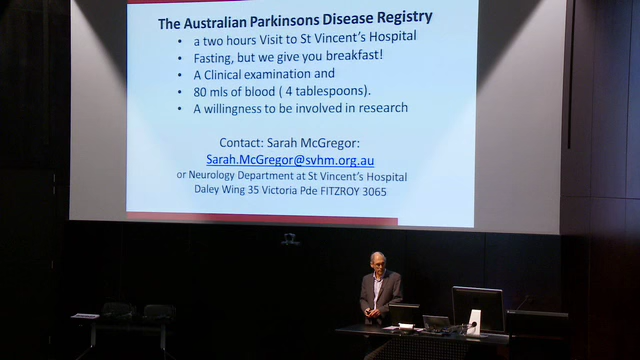 The Australian Parkinsons Disease Registry
• a two hours Visit to St Vincent's Hospital
• Fasting, but we give you breakfast!
• A Clinical examination and
• 80 mls of blood ( 4 tablespoons).
• A willingness to be involved in research
Contact: Sarah McGregor:
Sarah.McGregor@svhm.org.au
or Neurology Department at St Vincent's Hospital
Daley Wing 35 Victoria Pde FITZROY 3065